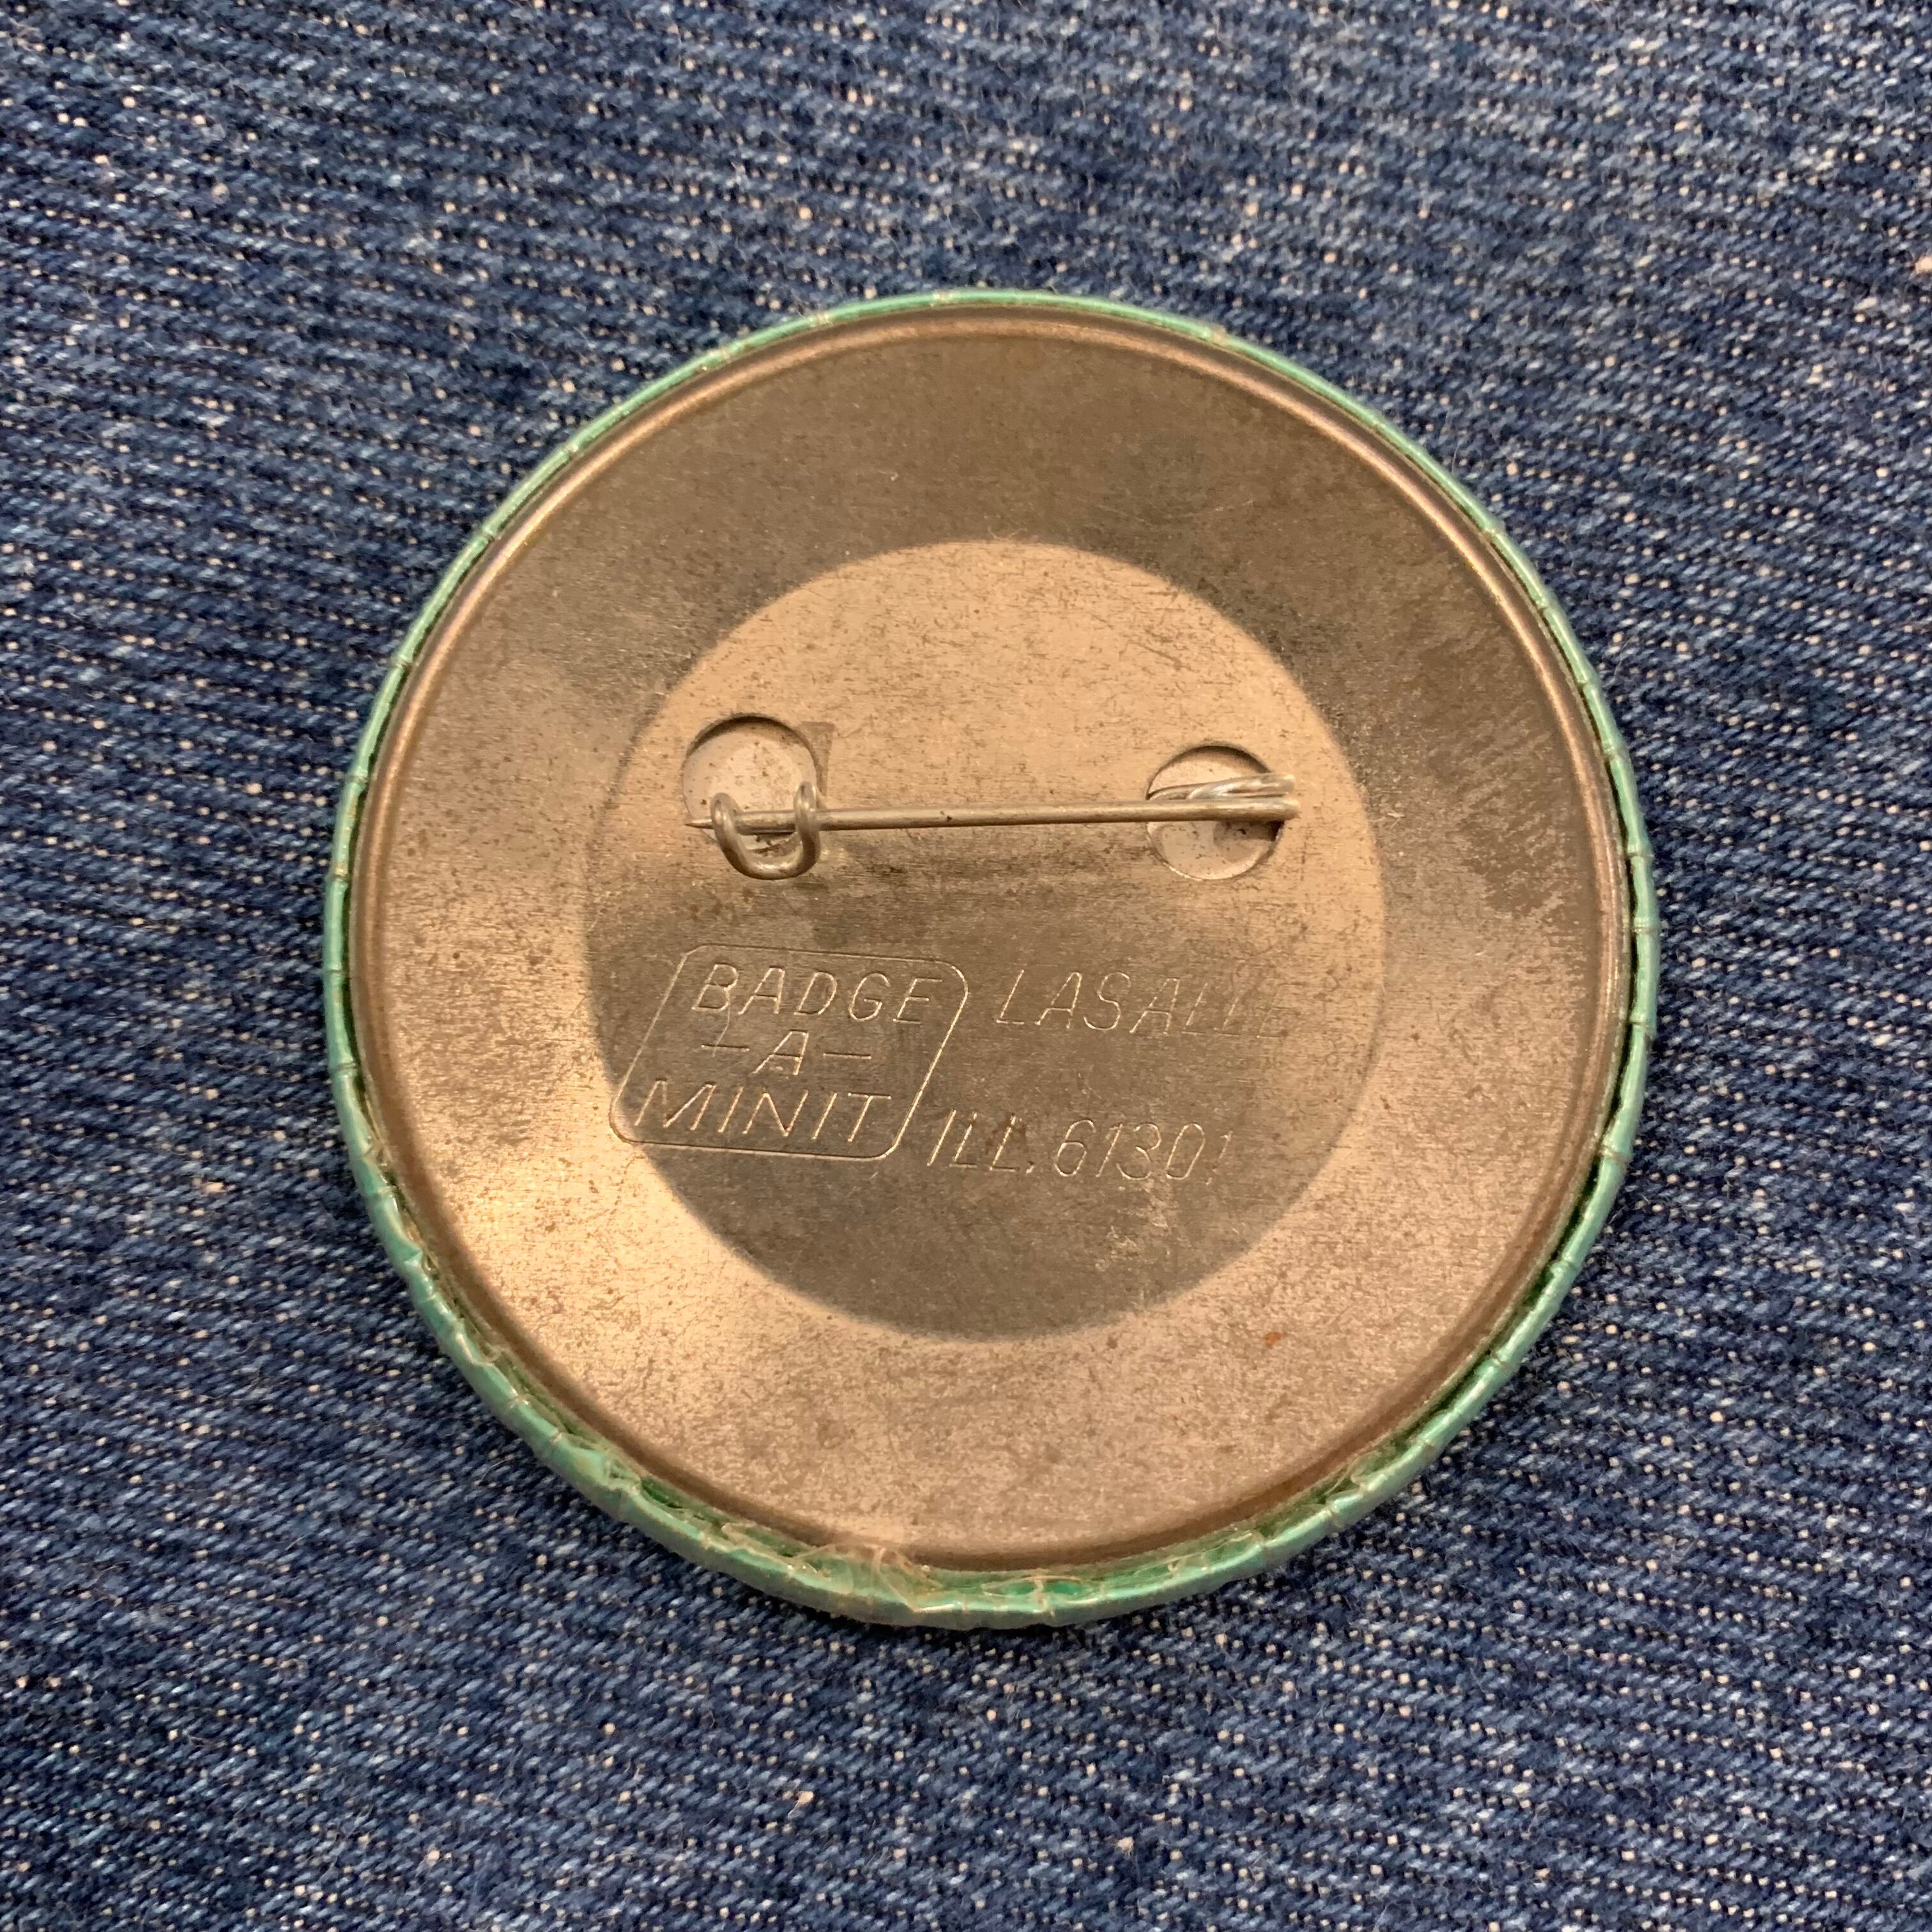 BADGE
-A-
MINIT
LASALLE
ILL. 61301